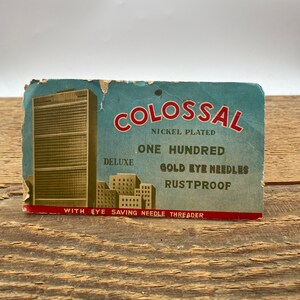 COLOSSAL
NICKEL PLATED
ONE HUNDRED
DELUXE
GOLD EYE NEEDLES
RUSTPROOF
WITH EYE SAVING NEEDLE THREADER